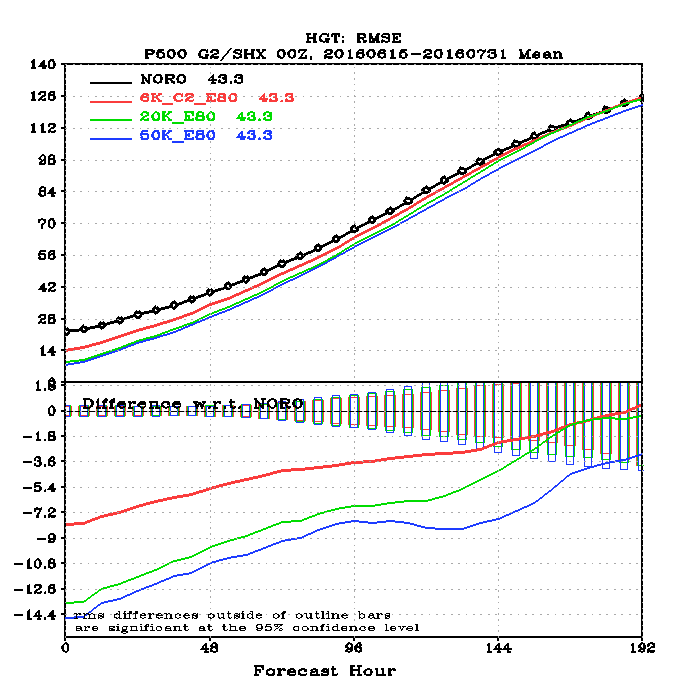 HGT: RMSE
P500 G2/SHX 00Z, 20160615-20160731 Mean
140
126
112
98
84
70
56
42
28
14
NORO 43.3
6K_C2_E80 43.3
20K_E80 43.3
50K_E80 43.3
1.8
0
-1.8
-3.6
-5.4
-7.2
-9
-10.8
-12.6
-14.4
Difference w.r.t. NORO
rms differences outside of outline bars
are significant at the 95% confidence level
0 48 96 144 192
Forecast Hour